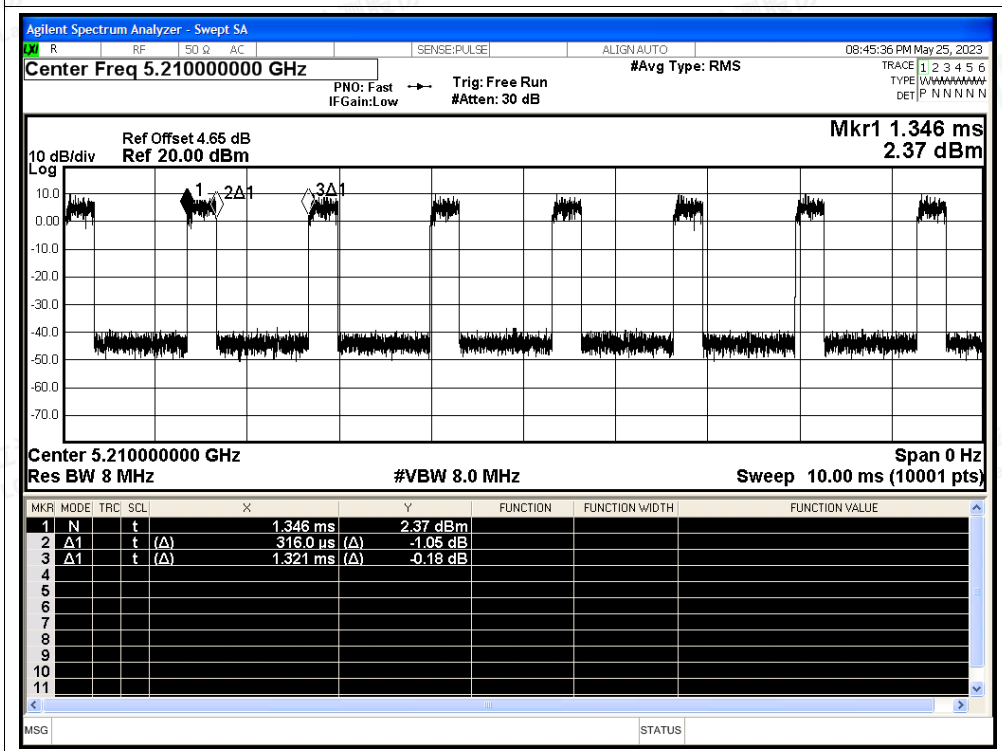 Agilent Spectrum Analyzer - Swept SA
LXI R RF 50 Ω AC SENSE:PULSE ALIGN AUTO 08:45:36 PM May 25, 2023
Center Freq 5.210000000 GHz
#Avg Type: RMS
TRACE 1 2 3 4 5 6
PNO: Fast Trig: Free Run
TYPE WWWWWW
IFGain:Low #Atten: 30 dB
DET P N N N N N
Mkr1 1.346 ms
2.37 dBm
Ref Offset 4.65 dB
10 dB/div Ref 20.00 dBm
Log
10.0
0.00
-10.0
-20.0
-30.0
-40.0
-50.0
-60.0
-70.0
1 2Δ1 3Δ1
Center 5.210000000 GHz Span 0 Hz
Res BW 8 MHz #VBW 8.0 MHz Sweep 10.00 ms (10001 pts)
MKR MODE TRC SCL X Y FUNCTION FUNCTION WIDTH FUNCTION VALUE
1 N t 1.346 ms 2.37 dBm
2 Δ1 t (Δ) 316.0 µs (Δ) -1.05 dB
3 Δ1 t (Δ) 1.321 ms (Δ) -0.18 dB
4
5
6
7
8
9
10
11
MSG STATUS